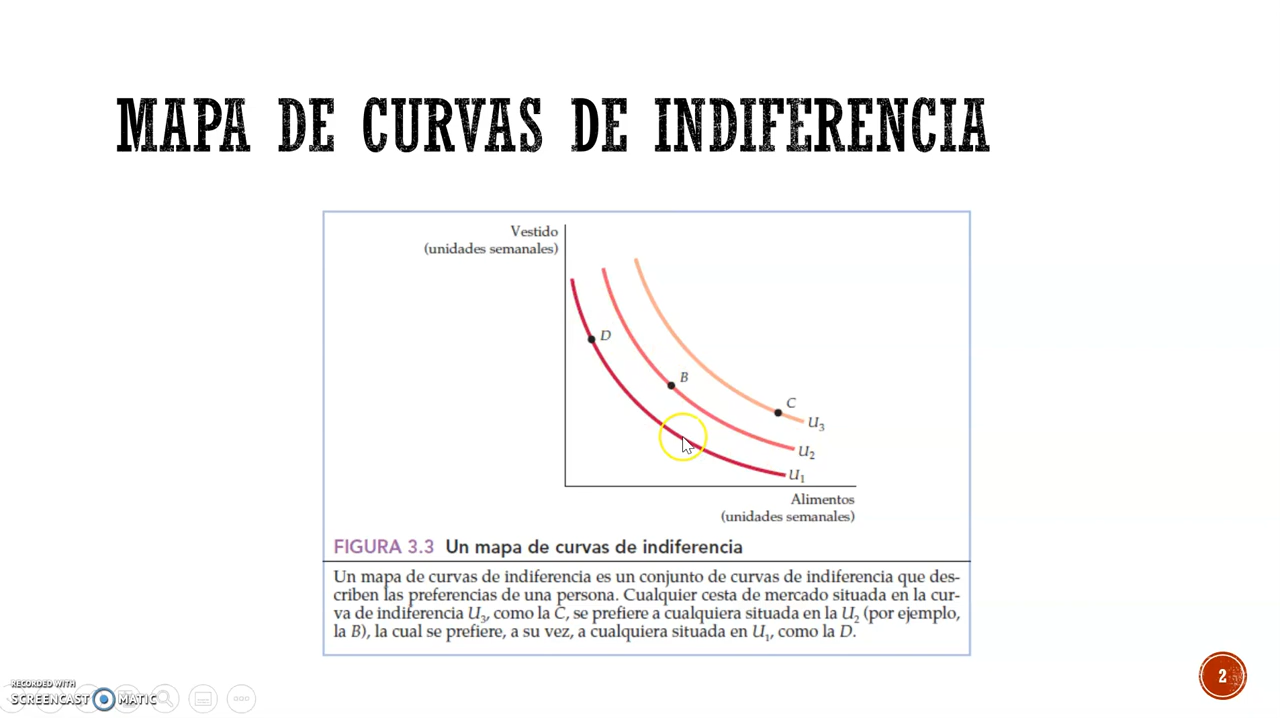 MAPA DE CURVAS DE INDIFERENCIA
Vestido
(unidades semanales)
D
B
C
U3
U2
U1
Alimentos
(unidades semanales)
FIGURA 3.3 Un mapa de curvas de indiferencia
Un mapa de curvas de indiferencia es un conjunto de curvas de indiferencia que des-
criben las preferencias de una persona. Cualquier cesta de mercado situada en la cur-
va de indiferencia U3, como la C, se prefiere a cualquiera situada en la U2 (por ejemplo,
la B), la cual se prefiere, a su vez, a cualquiera situada en U1, como la D.
2
RECORDED WITH
SCREENCAST MATIC